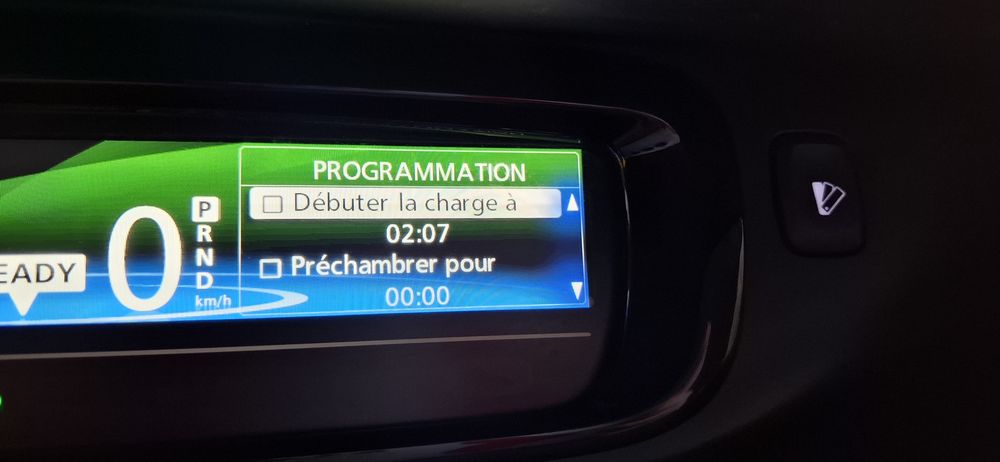 PROGRAMMATION
Débuter la charge à
02:07
Préchambrer pour
00:00
EADY
0
P
R
N
D
km/h